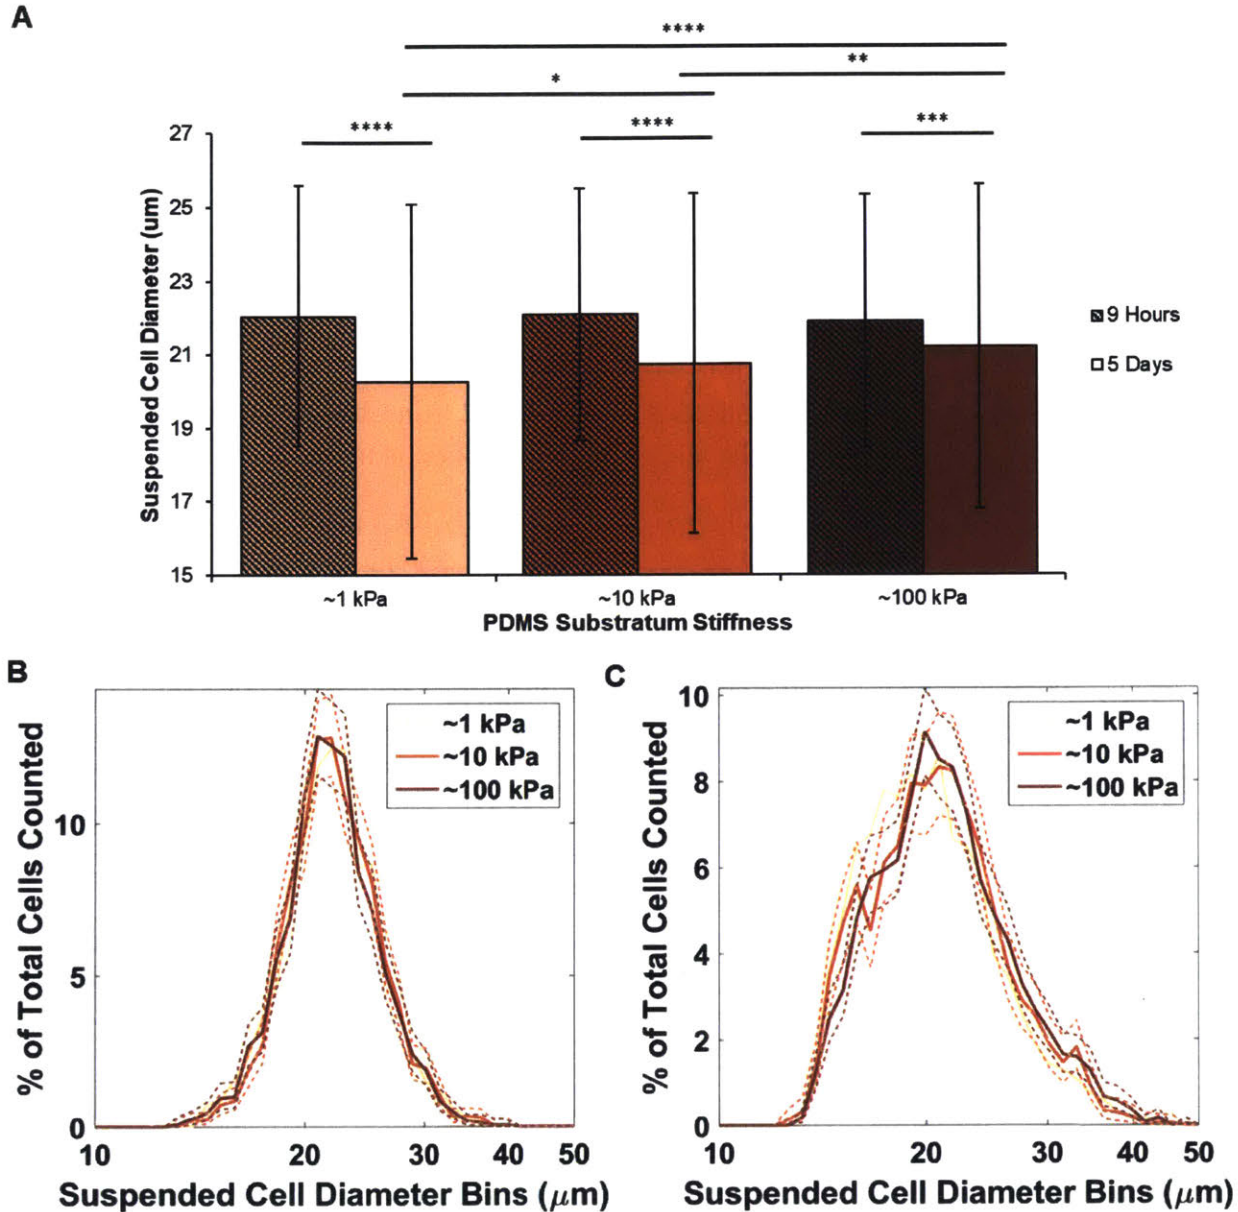 A
****
**
*
****
****
***
27
25
23
21
19
17
15
Suspended Cell Diameter (um)
9 Hours
5 Days
~1 kPa
~10 kPa
~100 kPa
PDMS Substratum Stiffness
B
% of Total Cells Counted
10
5
0
~1 kPa
~10 kPa
~100 kPa
10
20
30
40
50
Suspended Cell Diameter Bins (μm)
C
% of Total Cells Counted
10
8
6
4
2
0
~1 kPa
~10 kPa
~100 kPa
10
20
30
40
50
Suspended Cell Diameter Bins (μm)